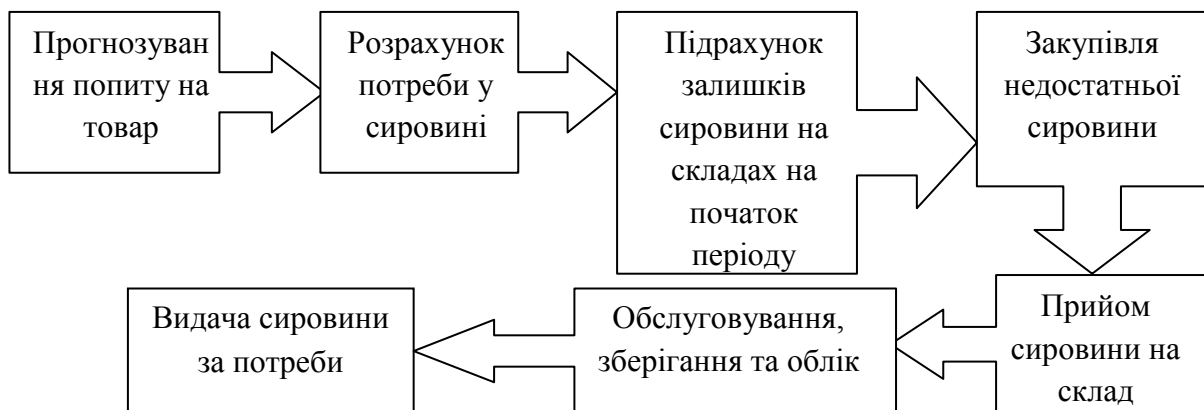 Прогнозуван
ня попиту на
товар
Розрахунок
потреби у
сировині
Підрахунок
залишків
сировини на
складах на
початок
періоду
Закупівля
недостатньої
сировини
Прийом
сировини на
склад
Обслуговування,
зберігання та облік
Видача сировини
за потреби